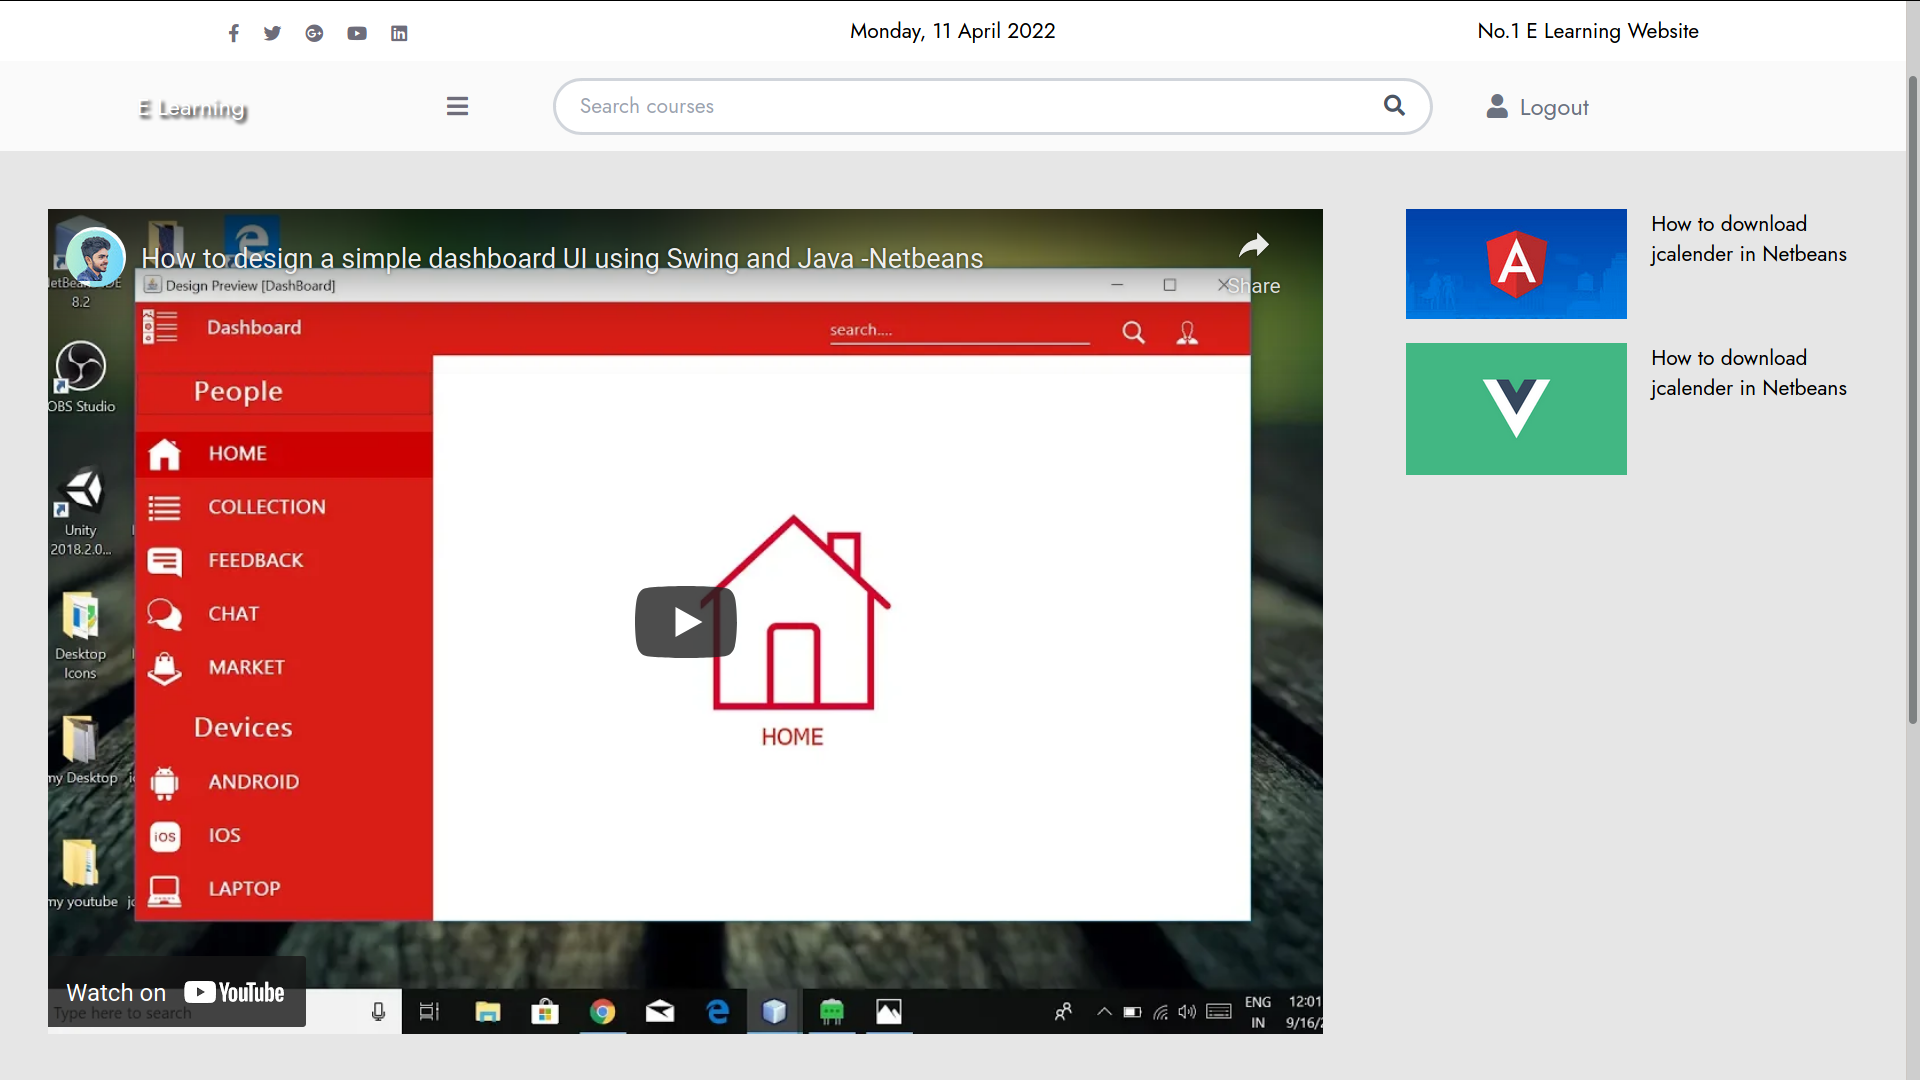 Monday, 11 April 2022
No.1 E Learning Website
E Learning
Search courses
Logout
How to design a simple dashboard UI using Swing and Java -Netbeans
Share
8.2
Design Preview [DashBoard]
Dashboard
search....
People
HOME
COLLECTION
FEEDBACK
CHAT
MARKET
Devices
ANDROID
IOS
iOS
LAPTOP
HOME
OBS Studio
Unity
2018.2.0...
Desktop
Icons
my Desktop
my youtube
Watch on YouTube
Type here to search
ENG
IN
12:01
9/16/2
How to download
jcalender in Netbeans
How to download
jcalender in Netbeans